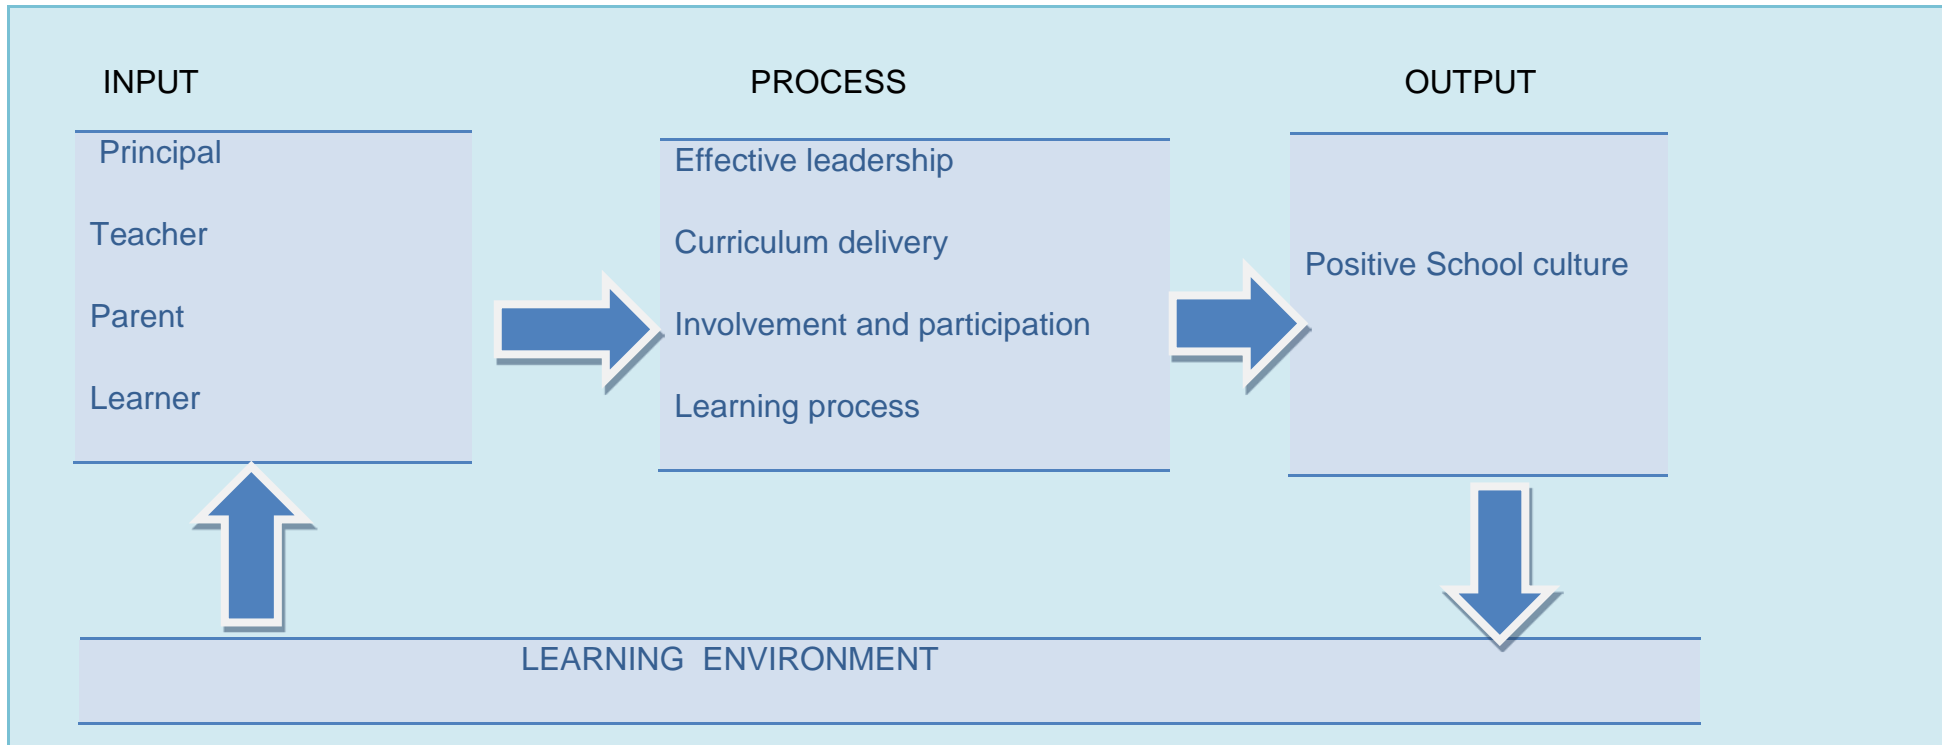 INPUT
PROCESS
OUTPUT
Principal
Teacher
Parent
Learner
Effective leadership
Curriculum delivery
Involvement and participation
Learning process
Positive School culture
LEARNING ENVIRONMENT